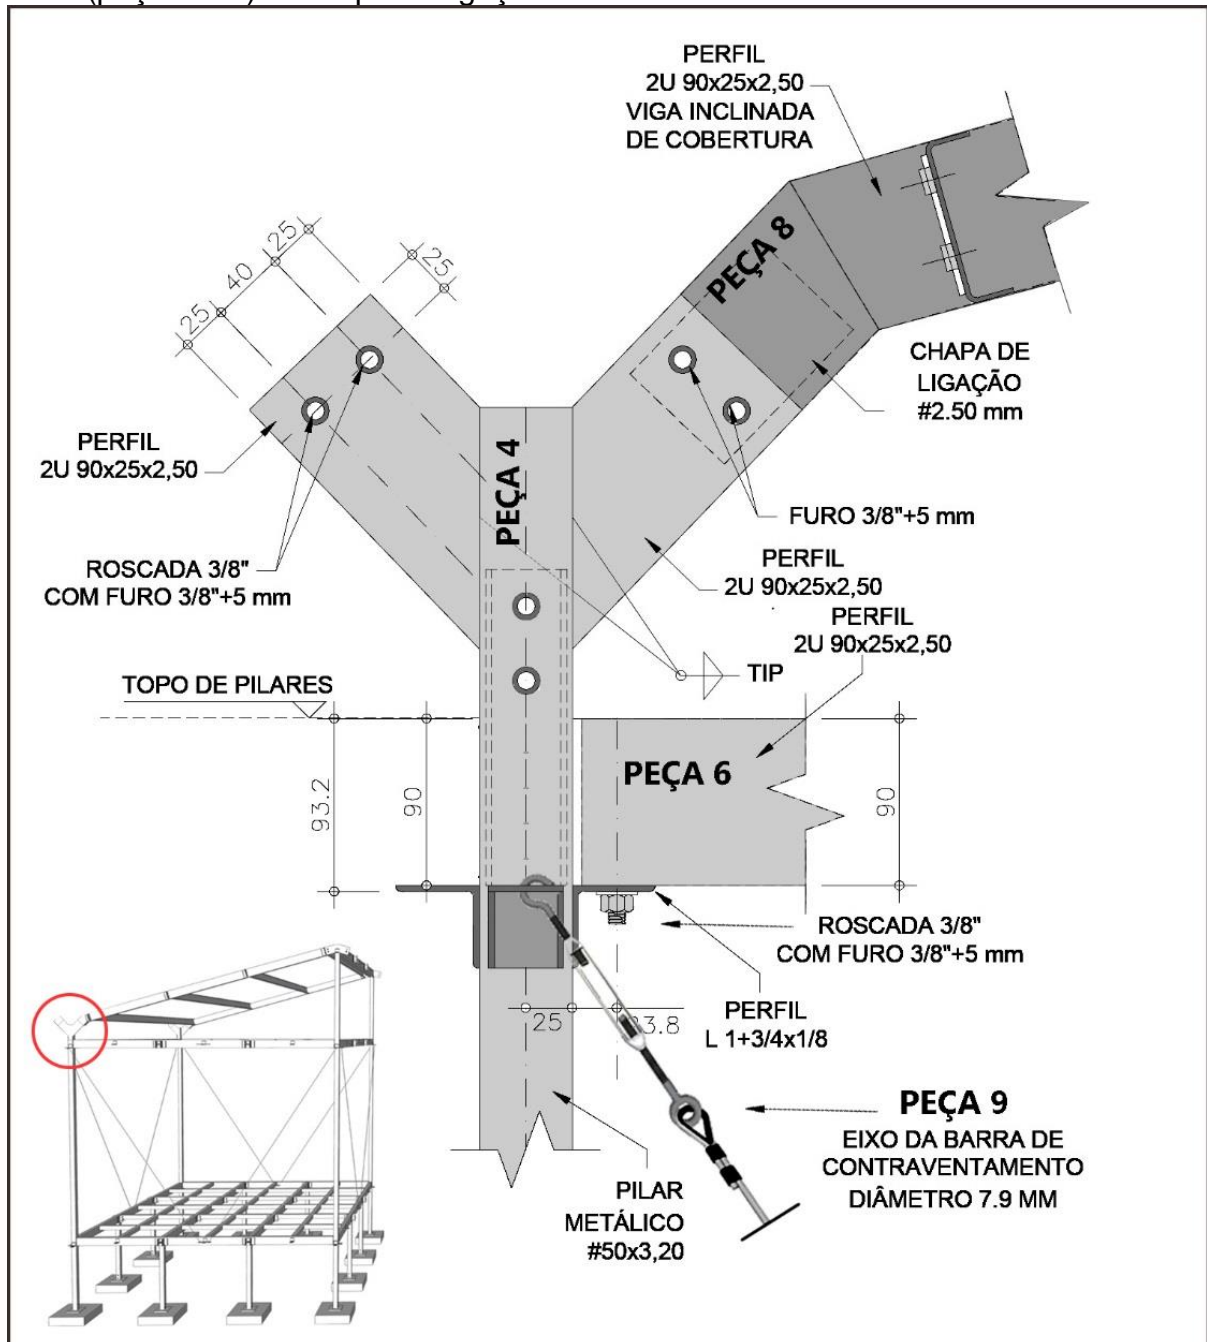 PERFIL
2U 90x25x2,50
VIGA INCLINADA
DE COBERTURA
25
40
25
25
PEÇA 8
CHAPA DE
LIGAÇÃO
#2.50 mm
PERFIL
2U 90x25x2,50
PEÇA 4
FURO 3/8"+5 mm
ROSCADA 3/8"
COM FURO 3/8"+5 mm
PERFIL
2U 90x25x2,50
PERFIL
2U 90x25x2,50
TIP
TOPO DE PILARES
93.2
90
PEÇA 6
90
ROSCADA 3/8"
COM FURO 3/8"+5 mm
25
3.8
PERFIL
L 1+3/4x1/8
PEÇA 9
EIXO DA BARRA DE
CONTRAVENTAMENTO
DIÂMETRO 7.9 MM
PILAR
METÁLICO
#50x3,20